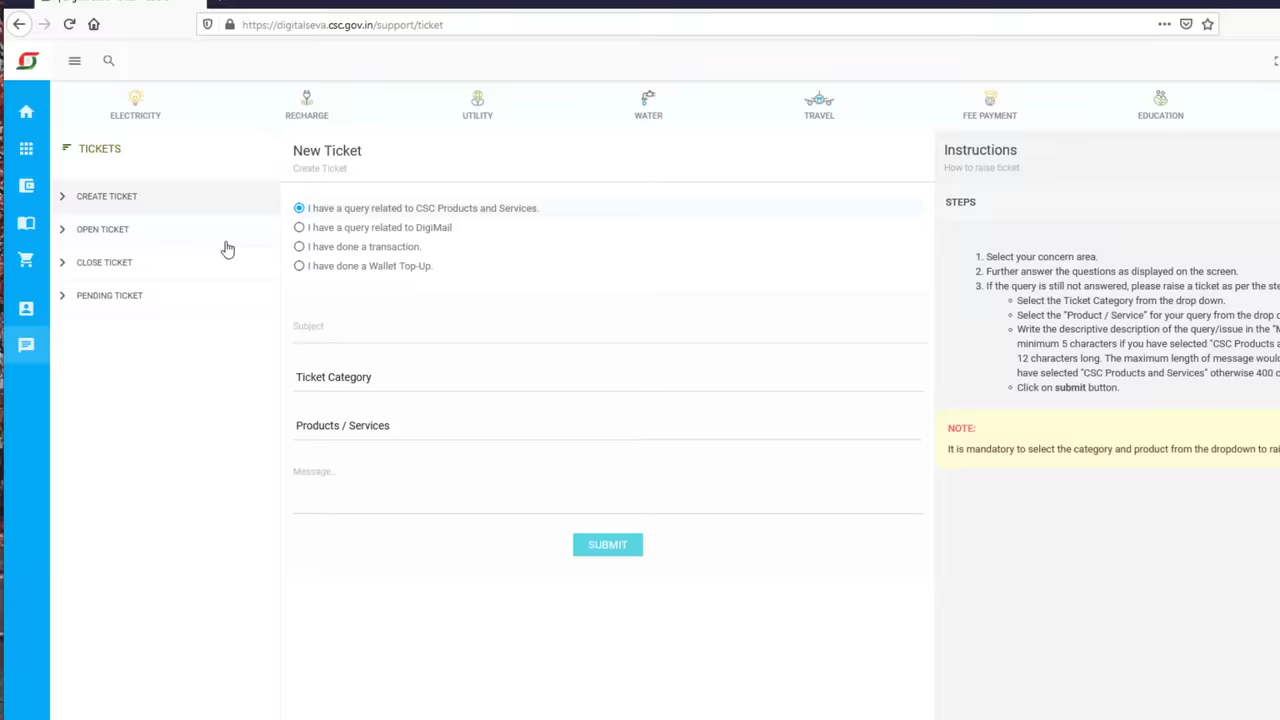 https://digitalseva.csc.gov.in/support/ticket
ELECTRICITY
RECHARGE
UTILITY
WATER
TRAVEL
FEE PAYMENT
EDUCATION
TICKETS
CREATE TICKET
OPEN TICKET
CLOSE TICKET
PENDING TICKET
New Ticket
Create Ticket
I have a query related to CSC Products and Services.
I have a query related to DigiMail
I have done a transaction.
I have done a Wallet Top-Up.
Subject
Ticket Category
Products / Services
Message..
SUBMIT
Instructions
How to raise ticket
STEPS
1. Select your concern area.
2. Further answer the questions as displayed on the screen.
3. If the query is still not answered, please raise a ticket as per the
Select the Ticket Category from the drop down.
Select the "Product / Service" for your query from the drop
Write the descriptive description of the query/issue in the
minimum 5 characters if you have selected "CSC Products
12 characters long. The maximum length of message
have selected "CSC Products and Services" otherwise 400
Click on submit button.
NOTE:
It is mandatory to select the category and product from the dropdown to